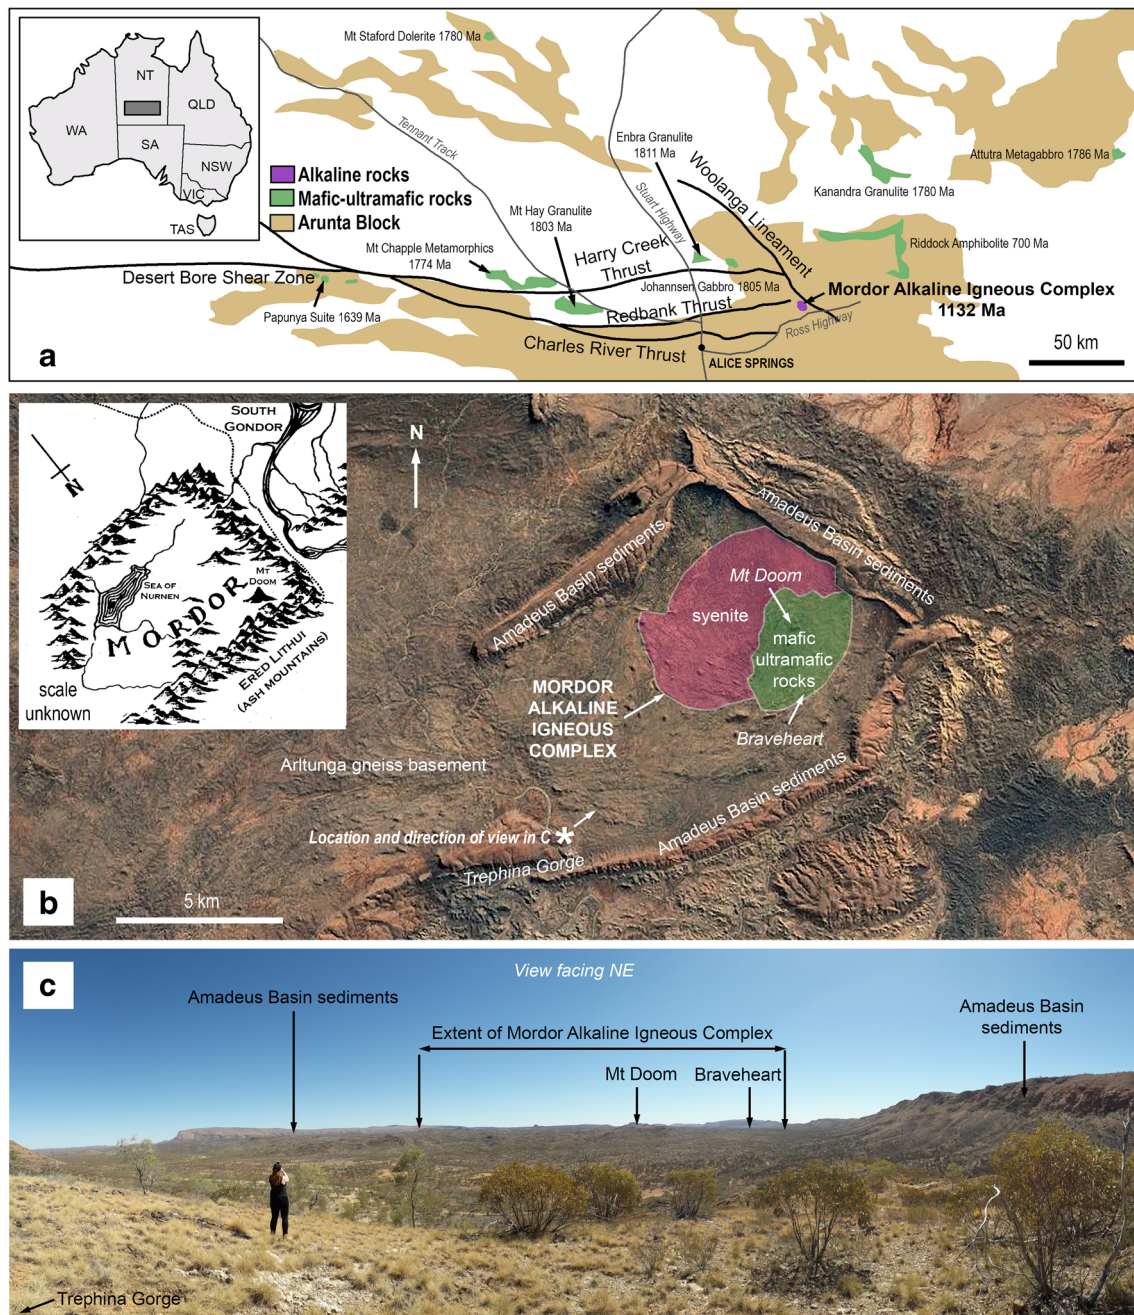 NT
WA
QLD
SA
NSW
VIC
TAS
Alkaline rocks
Mafic-ultramafic rocks
Arunta Block
Mt Staford Dolerite 1780 Ma
Tennant Track
Enbra Granulite
1811 Ma
Stuart Highway
Woolanga Lineament
Attutra Metagabbro 1786 Ma
Kanandra Granulite 1780 Ma
Riddock Amphibolite 700 Ma
Mt Hay Granulite
1803 Ma
Mt Chapple Metamorphics
1774 Ma
Harry Creek
Thrust
Desert Bore Shear Zone
Johannsen Gabbro 1805 Ma
Mordor Alkaline Igneous Complex
1132 Ma
Papunya Suite 1639 Ma
Redbank Thrust
Ross Highway
Charles River Thrust
ALICE SPRINGS
50 km
a
SOUTH
GONDOR
N
SEA OF
NURNEN
MT
DOOM
MORDOR
ERED LITHUI
(ASH MOUNTAINS)
scale
unknown
N
Amadeus Basin sediments
Amadeus Basin sediments
Mt Doom
syenite
mafic
ultramafic
rocks
MORDOR
ALKALINE
IGNEOUS
COMPLEX
Braveheart
Arltunga gneiss basement
Amadeus Basin sediments
Location and direction of view in C *
Trephina Gorge
5 km
b
c
View facing NE
Amadeus Basin sediments
Extent of Mordor Alkaline Igneous Complex
Mt Doom
Braveheart
Amadeus Basin
sediments
Trephina Gorge